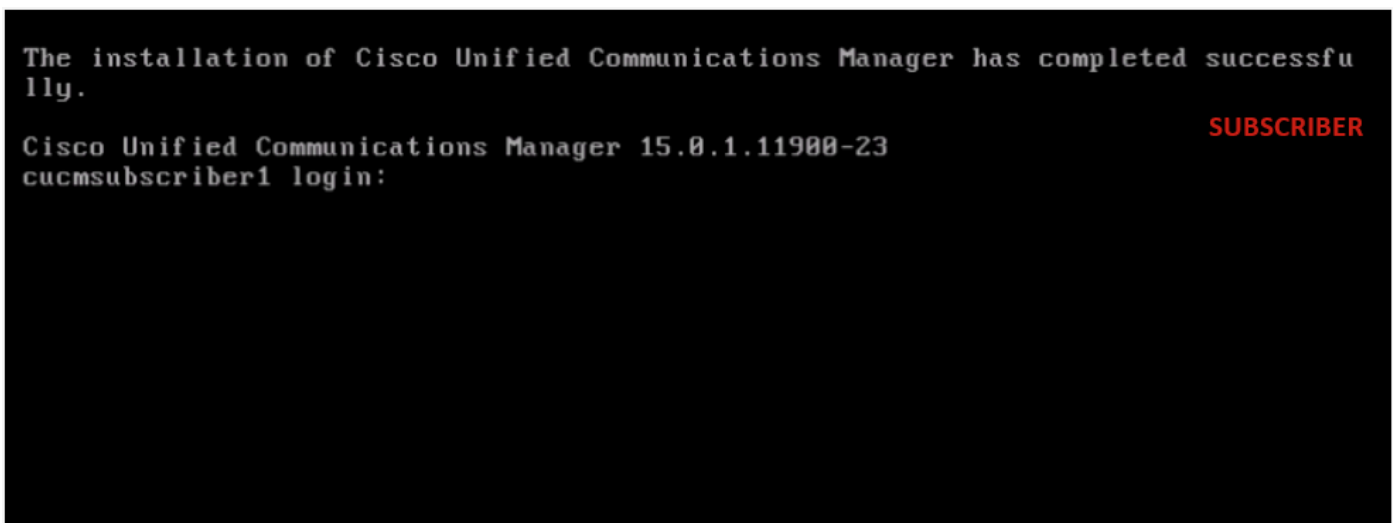 The installation of Cisco Unified Communications Manager has completed successfu
lly.
SUBSCRIBER
Cisco Unified Communications Manager 15.0.1.11900-23
cucmsubscriber1 login: